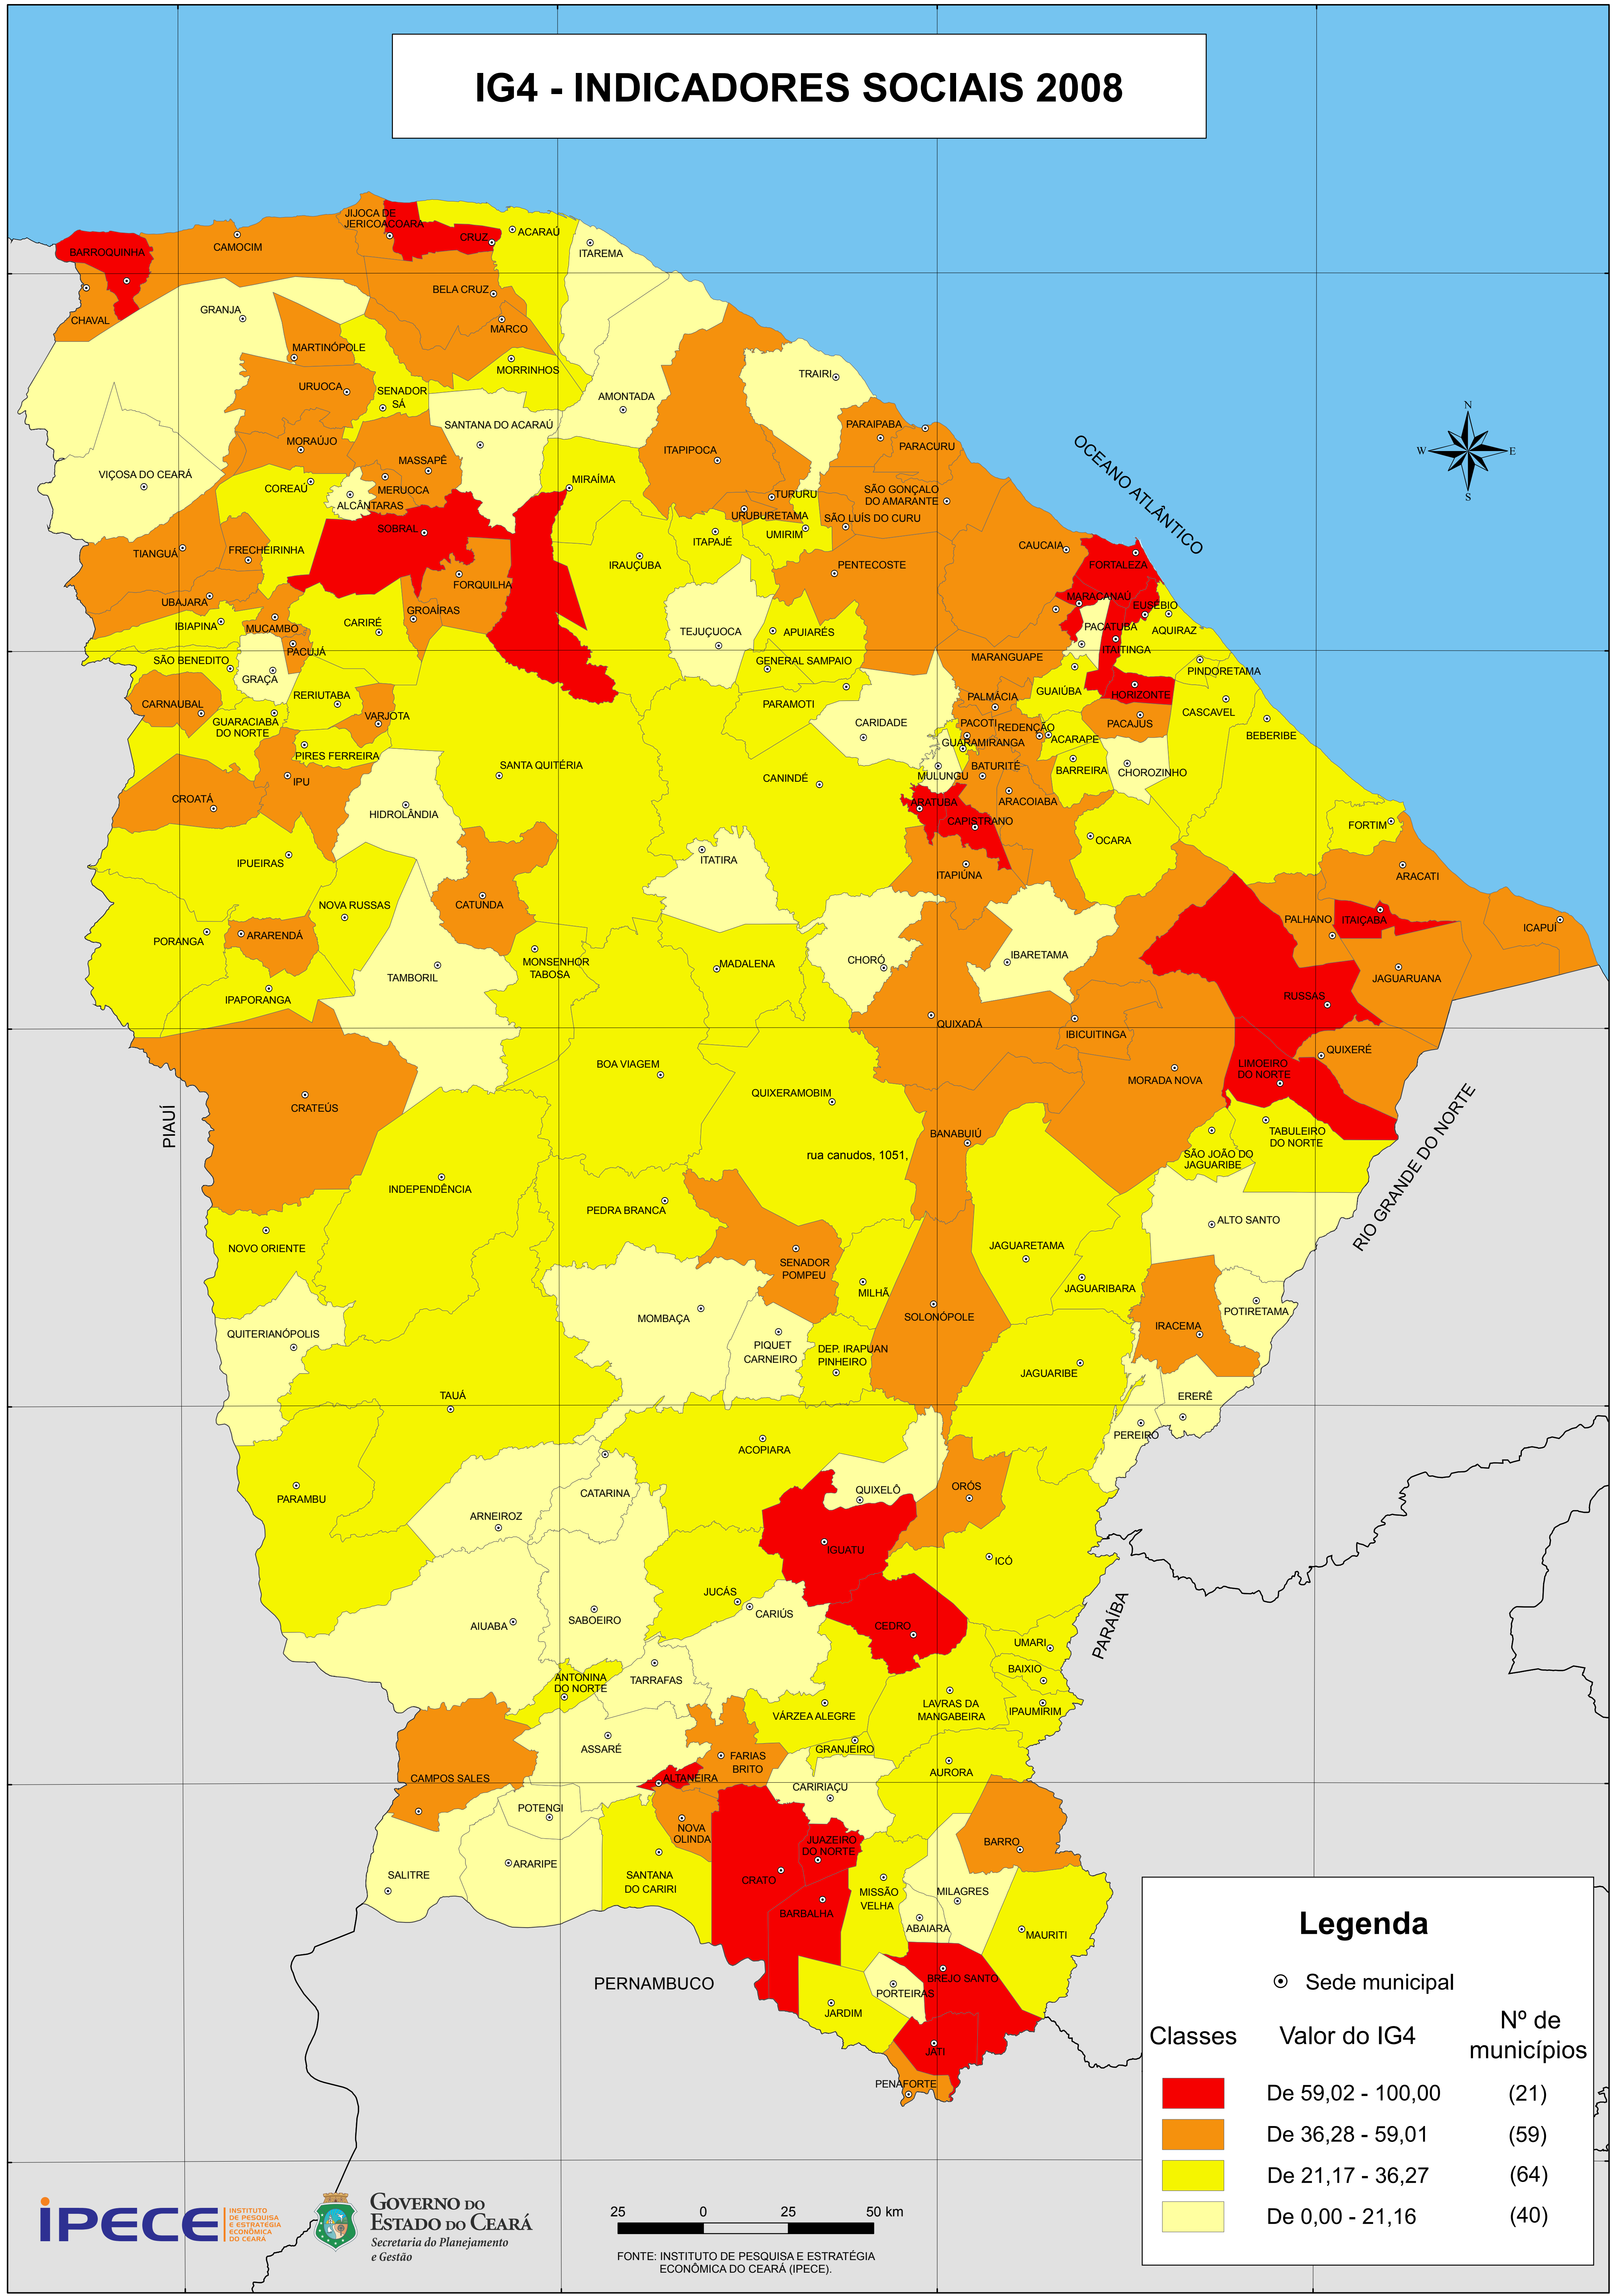 IG4 - INDICADORES SOCIAIS 2008
JIJOCA DE
JERICOACOARA
CRUZ
ACARAÚ
BARROQUINHA
CAMOCIM
ITAREMA
BELA CRUZ
GRANJA
CHAVAL
MARCO
MARTINÓPOLE
MORRINHOS
TRAIRI
URUOCA
SENADOR
SÁ
AMONTADA
SANTANA DO ACARAÚ
PARAIPABA
MORAÚJO
PARACURU
ITAPIPOCA
OCEANO ATLÂNTICO
N
W
E
S
MASSAPÊ
VIÇOSA DO CEARÁ
MIRAÍMA
COREAÚ
MERUOCA
SÃO GONÇALO
DO AMARANTE
TURURU
ALCÂNTARAS
URUBURETAMA
SÃO LUÍS DO CURU
SOBRAL
UMIRIM
ITAPAJÉ
CAUCAIA
FRECHEIRINHA
TIANGUÁ
IRAUÇUBA
PENTECOSTE
FORTALEZA
FORQUILHA
MARACANAÚ
UBAJARA
EUSÉBIO
GROAÍRAS
IBIAPINA
MUCAMBO
CARIRÉ
TEJUÇUOCA
APUIARÉS
PACATUBA
AQUIRAZ
PACUJÁ
ITAITINGA
SÃO BENEDITO
GENERAL SAMPAIO
MARANGUAPE
PINDORETAMA
GRAÇA
RERIUTABA
PALMÁCIA
GUAIÚBA
HORIZONTE
CARNAUBAL
PARAMOTI
VARJOTA
CASCAVEL
GUARACIABA
DO NORTE
CARIDADE
PACOTI
REDENÇÃO
PACAJUS
BEBERIBE
GUARAMIRANGA
ACARAPE
PIRES FERREIRA
SANTA QUITÉRIA
BATURITÉ
BARREIRA
CHOROZINHO
MULUNGU
CANINDÉ
IPU
CROATÁ
ARATUBA
ARACOIABA
HIDROLÂNDIA
CAPISTRANO
FORTIM
OCARA
ITATIRA
IPUEIRAS
ITAPIÚNA
ARACATI
NOVA RUSSAS
CATUNDA
PALHANO
ITAIÇABA
ICAPUÍ
ARARENDÁ
PORANGA
IBARETAMA
CHORÓ
MADALENA
MONSENHOR
TABOSA
TAMBORIL
JAGUARUANA
IPAPORANGA
RUSSAS
QUIXADÁ
IBICUITINGA
QUIXERÉ
BOA VIAGEM
LIMOEIRO
DO NORTE
MORADA NOVA
QUIXERAMOBIM
CRATEÚS
PIAUÍ
BANABUIÚ
TABULEIRO
DO NORTE
rua canudos, 1051,
SÃO JOÃO DO
JAGUARIBE
RIO GRANDE DO NORTE
INDEPENDÊNCIA
PEDRA BRANCA
ALTO SANTO
NOVO ORIENTE
JAGUARETAMA
SENADOR
POMPEU
MILHÃ
JAGUARIBARA
POTIRETAMA
SOLONÓPOLE
MOMBAÇA
IRACEMA
QUITERIANÓPOLIS
PIQUET
CARNEIRO
DEP. IRAPUAN
PINHEIRO
JAGUARIBE
TAUÁ
ERERÊ
PEREIRO
ACOPIARA
ORÓS
QUIXELÔ
CATARINA
PARAMBU
ARNEIROZ
IGUATU
ICÓ
JUCÁS
CARIÚS
SABOEIRO
AIUABA
CEDRO
PARAÍBA
UMARI
BAIXIO
ANTONINA
DO NORTE
TARRAFAS
LAVRAS DA
MANGABEIRA
IPAUMIRIM
VÁRZEA ALEGRE
ASSARÉ
GRANJEIRO
FARIAS
BRITO
AURORA
CAMPOS SALES
ALTANEIRA
CARIRIAÇU
POTENGI
NOVA
OLINDA
JUAZEIRO
DO NORTE
BARRO
ARARIPE
SALITRE
SANTANA
DO CARIRI
CRATO
MISSÃO
VELHA
MILAGRES
BARBALHA
ABAIARA
MAURITI
PERNAMBUCO
BREJO SANTO
PORTEIRAS
JARDIM
JATI
PENAFORTE
Legenda
Sede municipal
Classes Valor do IG4 Nº de
municípios
De 59,02 - 100,00 (21)
De 36,28 - 59,01 (59)
De 21,17 - 36,27 (64)
De 0,00 - 21,16 (40)
IPECE
INSTITUTO
DE PESQUISA
E ESTRATÉGIA
ECONÔMICA
DO CEARÁ
GOVERNO DO
ESTADO DO CEARÁ
Secretaria do Planejamento
e Gestão
25 0 25 50 km
FONTE: INSTITUTO DE PESQUISA E ESTRATÉGIA
ECONÔMICA DO CEARÁ (IPECE).